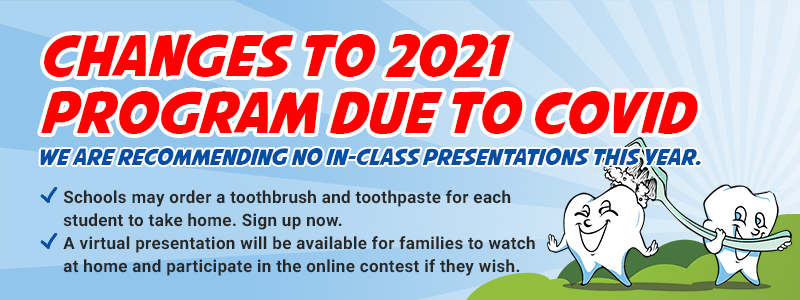 CHANGES TO 2021
PROGRAM DUE TO COVID
WE ARE RECOMMENDING NO IN-CLASS PRESENTATIONS THIS YEAR.
Schools may order a toothbrush and toothpaste for each
student to take home. Sign up now.
A virtual presentation will be available for families to watch
at home and participate in the online contest if they wish.